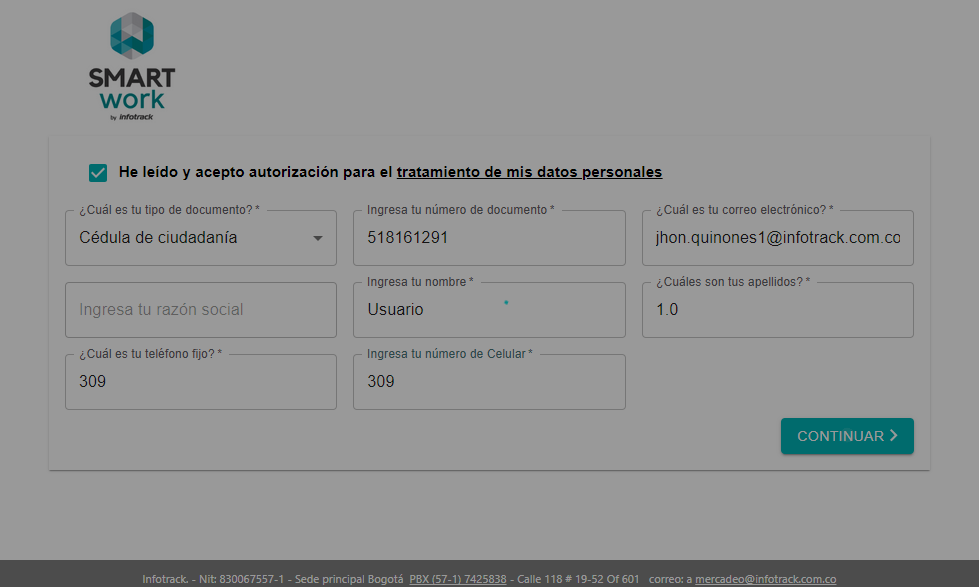 SMART
work
by infotrack
He leído y acepto autorización para el tratamiento de mis datos personales
¿Cuál es tu tipo de documento? *
Cédula de ciudadanía
Ingresa tu número de documento *
518161291
¿Cuál es tu correo electrónico? *
jhon.quinones1@infotrack.com.co
Ingresa tu razón social
Ingresa tu nombre *
Usuario
¿Cuáles son tus apellidos? *
1.0
¿Cuál es tu teléfono fijo? *
309
Ingresa tu número de Celular *
309
CONTINUAR
Infotrack. - Nit: 830067557-1 - Sede principal Bogotá PBX (57-1) 7425838 - Calle 118 # 19-52 Of 601 correo: a mercadeo@infotrack.com.co